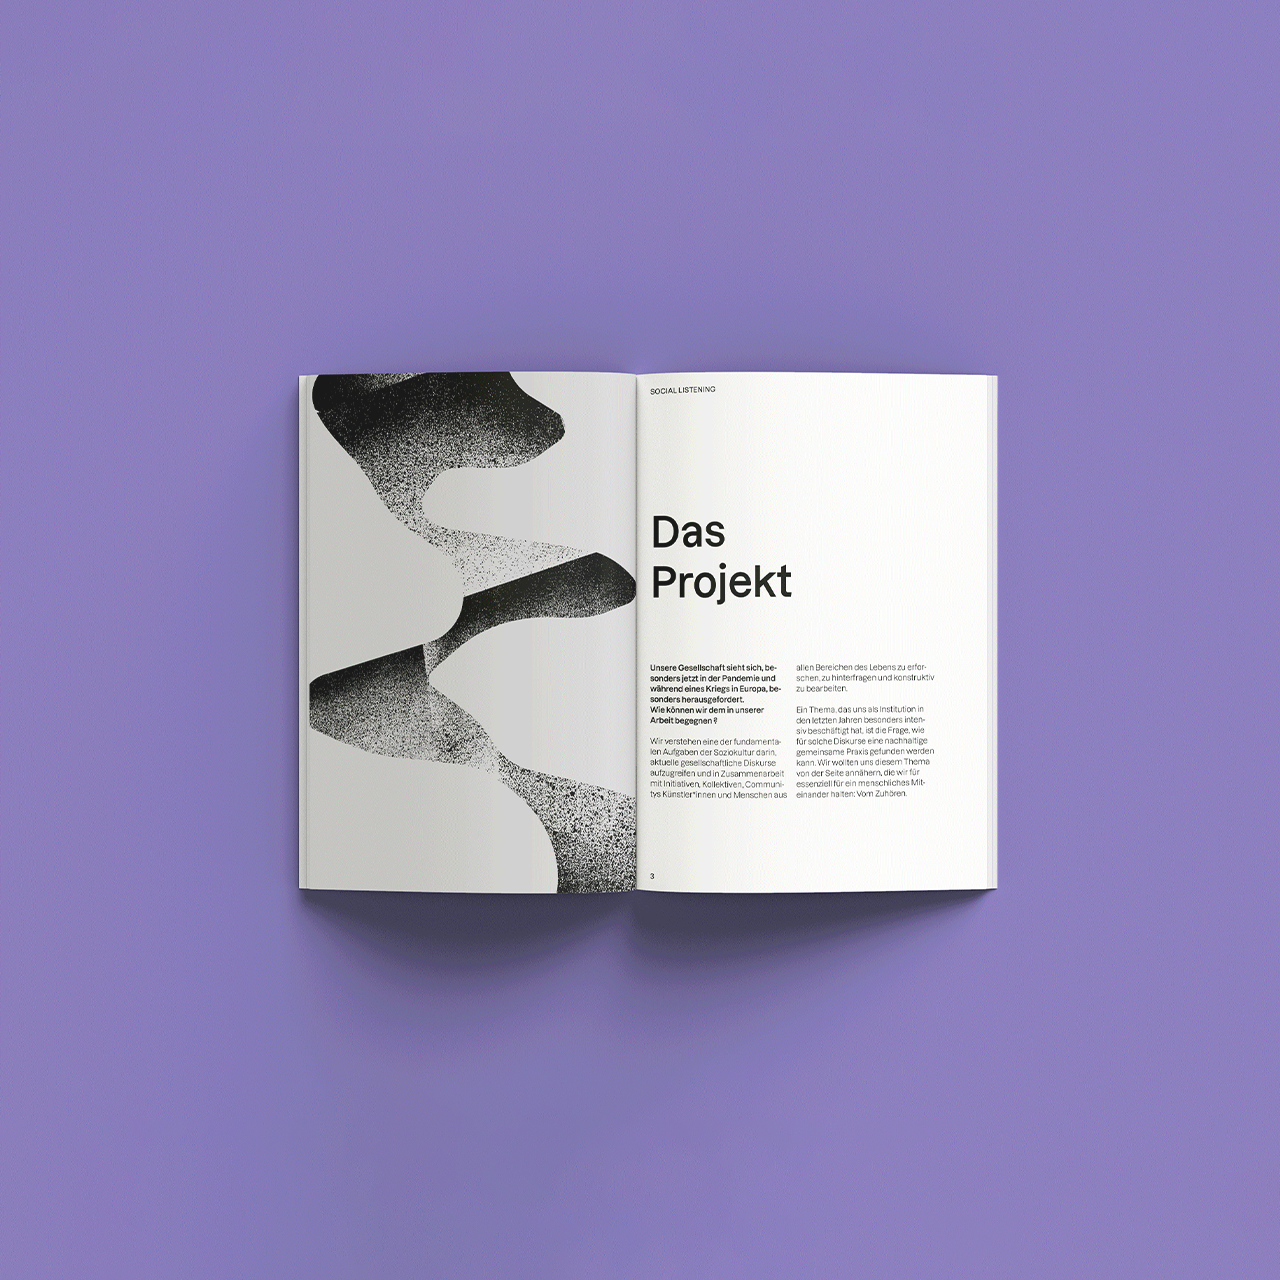 SOCIAL LISTENING
Das
Projekt
Unsere Gesellschaft sieht sich, be-
sonders jetzt in der Pandemie und
während eines Kriegs in Europa, be-
sonders herausgefordert.
Wie können wir dem in unserer
Arbeit begegnen?
Wir verstehen eine der fundamenta-
len Aufgaben der Soziokultur darin,
aktuelle gesellschaftliche Diskurse
aufzugreifen und in Zusammenarbeit
mit Initiativen, Kollektiven, Communi-
tys Künstler*innen und Menschen aus
allen Bereichen des Lebens zu erfor-
schen, zu hinterfragen und konstruktiv
zu bearbeiten.
Ein Thema, das uns als Institution in
den letzten Jahren besonders inten-
siv beschäftigt hat, ist die Frage, wie
für solche Diskurse eine nachhaltige
gemeinsame Praxis gefunden werden
kann. Wir wollten uns diesem Thema
von der Seite annähern, die wir für
essenziell für ein menschliches Mit-
einander halten: Vom Zuhören.
3